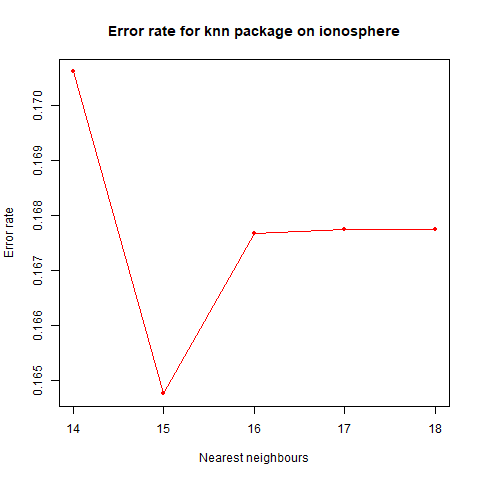 Error rate for knn package on ionosphere
0.170
0.169
0.168
0.167
0.166
0.165
Error rate
14 15 16 17 18
Nearest neighbours